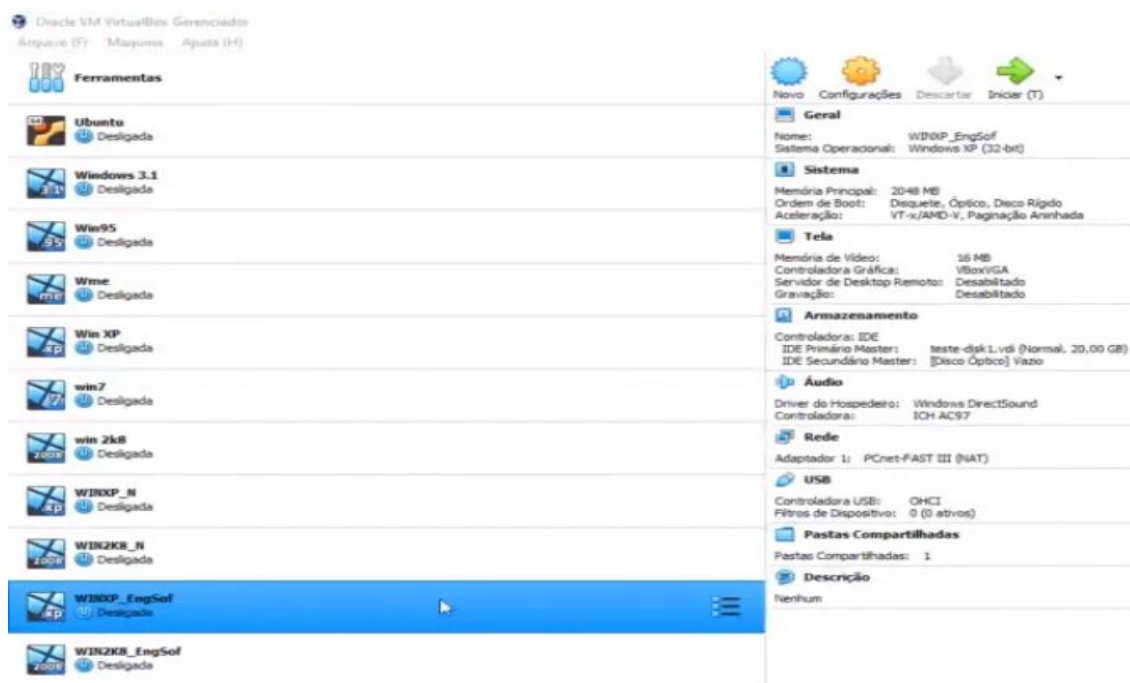 Oracle VM VirtualBox Gerenciador
Arquivo (F) Máquina Ajuda (H)
Ferramentas
Ubuntu
Desligada
Windows 3.1
Desligada
Win95
Desligada
Wme
Desligada
Win XP
Desligada
win7
Desligada
win 2k8
Desligada
WINXP_N
Desligada
WIN2K8_N
Desligada
WINXP_EngSof
Desligada
WIN2K8_EngSof
Desligada
Novo Configurações Descartar Iniciar (T)
Geral
Nome: WINXP_EngSof
Sistema Operacional: Windows XP (32-bit)
Sistema
Memória Principal: 2048 MB
Ordem de Boot: Disquete, Óptico, Disco Rígido
Aceleração: VT-x/AMD-V, Paginação Aninhada
Tela
Memória de Vídeo: 16 MB
Controladora Gráfica: VBoxVGA
Servidor de Desktop Remoto: Desabilitado
Gravação: Desabilitado
Armazenamento
Controladora: IDE
IDE Primário Master: teste-disk1.vdi (Normal, 20,00 GB)
IDE Secundário Master: [Disco Óptico] Vazio
Áudio
Driver do Hospedeiro: Windows DirectSound
Controladora: ICH AC97
Rede
Adaptador 1: PCnet-FAST III (NAT)
USB
Controladora USB: OHCI
Filtros de Dispositivo: 0 (0 ativos)
Pastas Compartilhadas
Pastas Compartilhadas: 1
Descrição
Nenhum